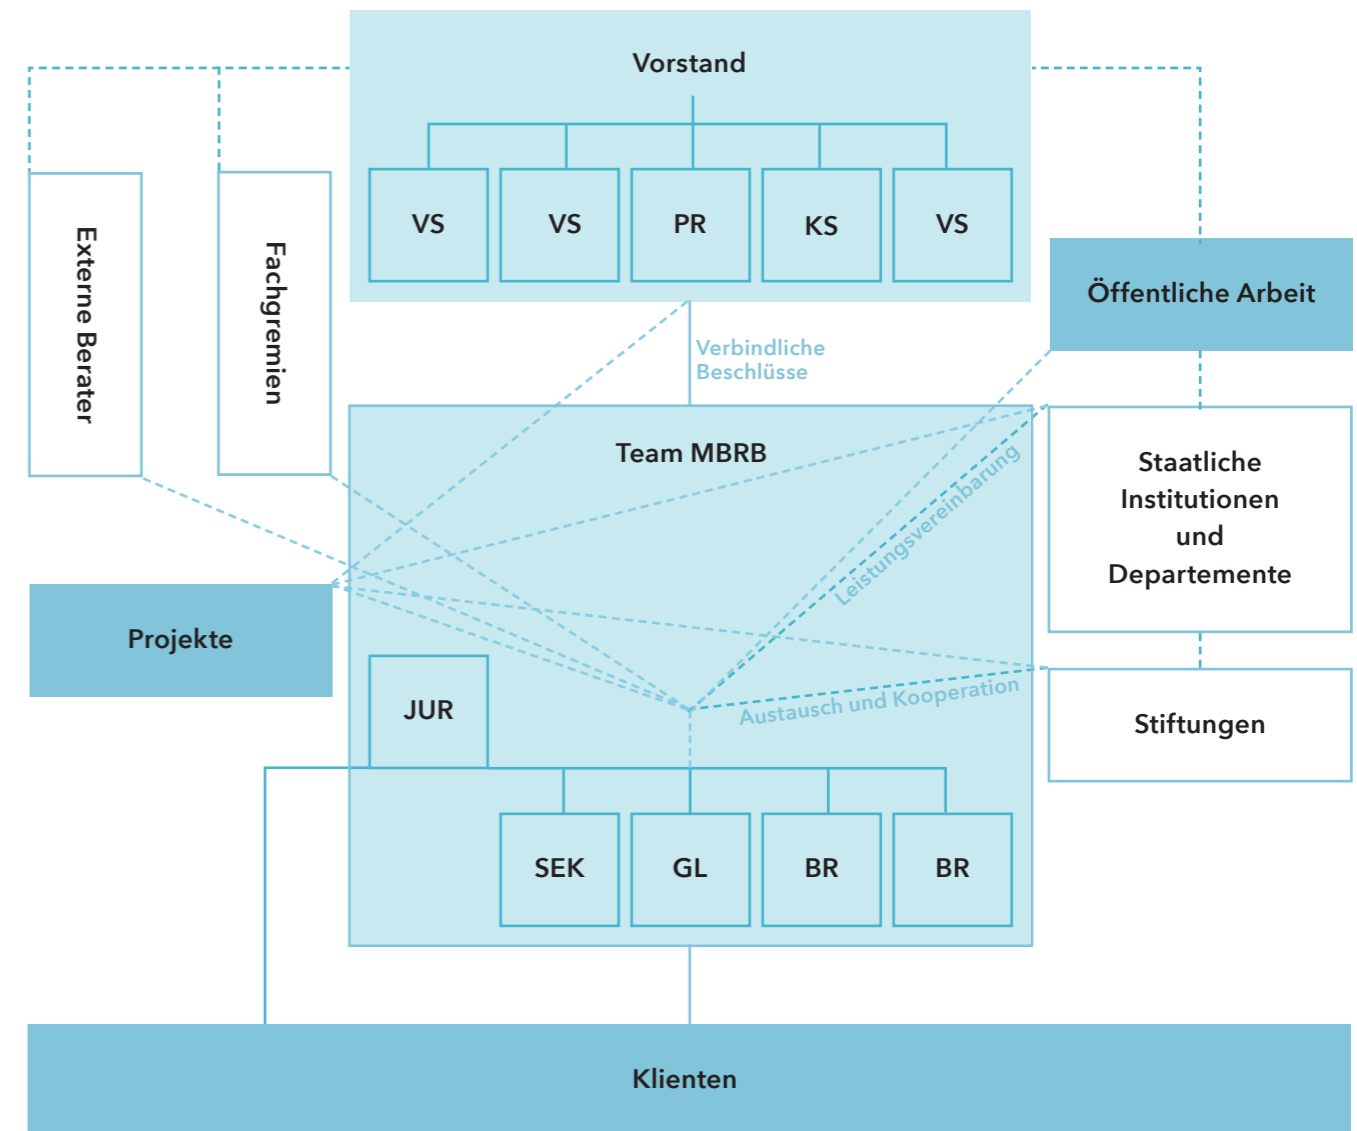 Vorstand
VS
VS
PR
KS
VS
Externe Berater
Fachgremien
Öffentliche Arbeit
Verbindliche
Beschlüsse
Team MBRB
Staatliche
Institutionen
und
Departemente
Leistungsvereinbarung
Projekte
Austausch und Kooperation
Stiftungen
JUR
SEK
GL
BR
BR
Klienten